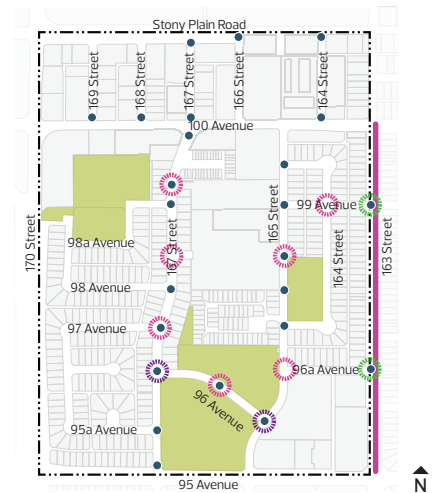 Stony Plain Road
169 Street
168 Street
167 Street
166 Street
164 Street
100 Avenue
99 Avenue
170 Street
98a Avenue
167 Street
165 Street
164 Street
163 Street
98 Avenue
97 Avenue
96a Avenue
96 Avenue
95a Avenue
95 Avenue
N